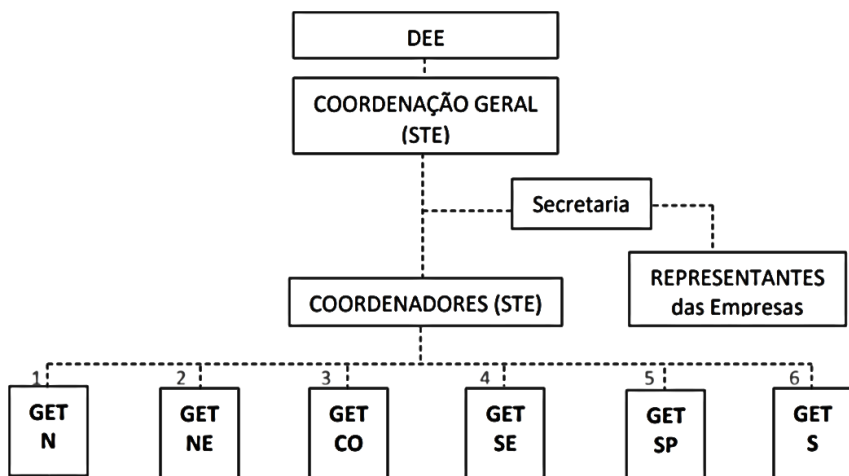 DEE
COORDENAÇÃO GERAL
(STE)
Secretaria
COORDENADORES (STE)
REPRESENTANTES
das Empresas
1
2
3
4
5
6
GET
N
GET
NE
GET
CO
GET
SE
GET
SP
GET
S